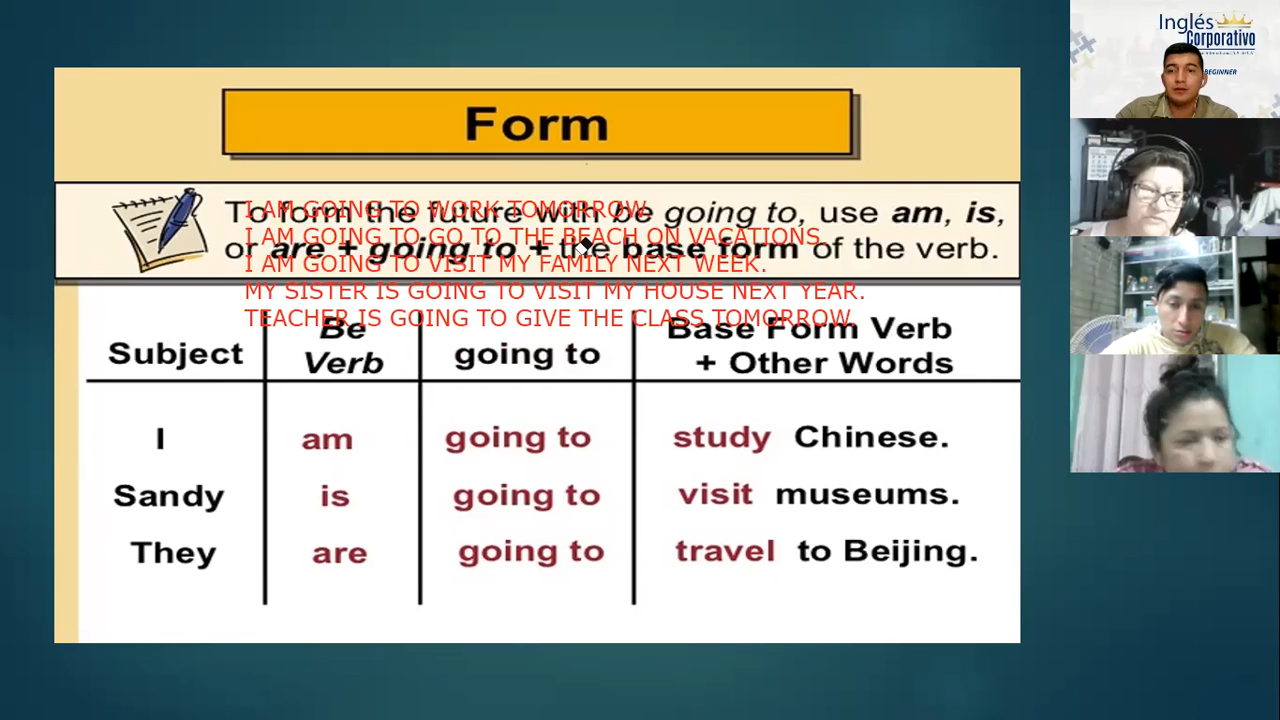 Form
To form the future with be going to, use am, is,
or are + going to + the base form of the verb.
I AM GOING TO WORK TOMORROW.
I AM GOING TO GO TO THE BEACH ON VACATIONS.
I AM GOING TO VISIT MY FAMILY NEXT WEEK.
MY SISTER IS GOING TO VISIT MY HOUSE NEXT YEAR.
TEACHER IS GOING TO GIVE THE CLASS TOMORROW.
Subject Be Verb going to Base Form Verb + Other Words
I am going to study Chinese.
Sandy is going to visit museums.
They are going to travel to Beijing.
Inglés
Corporativo
BEGINNER